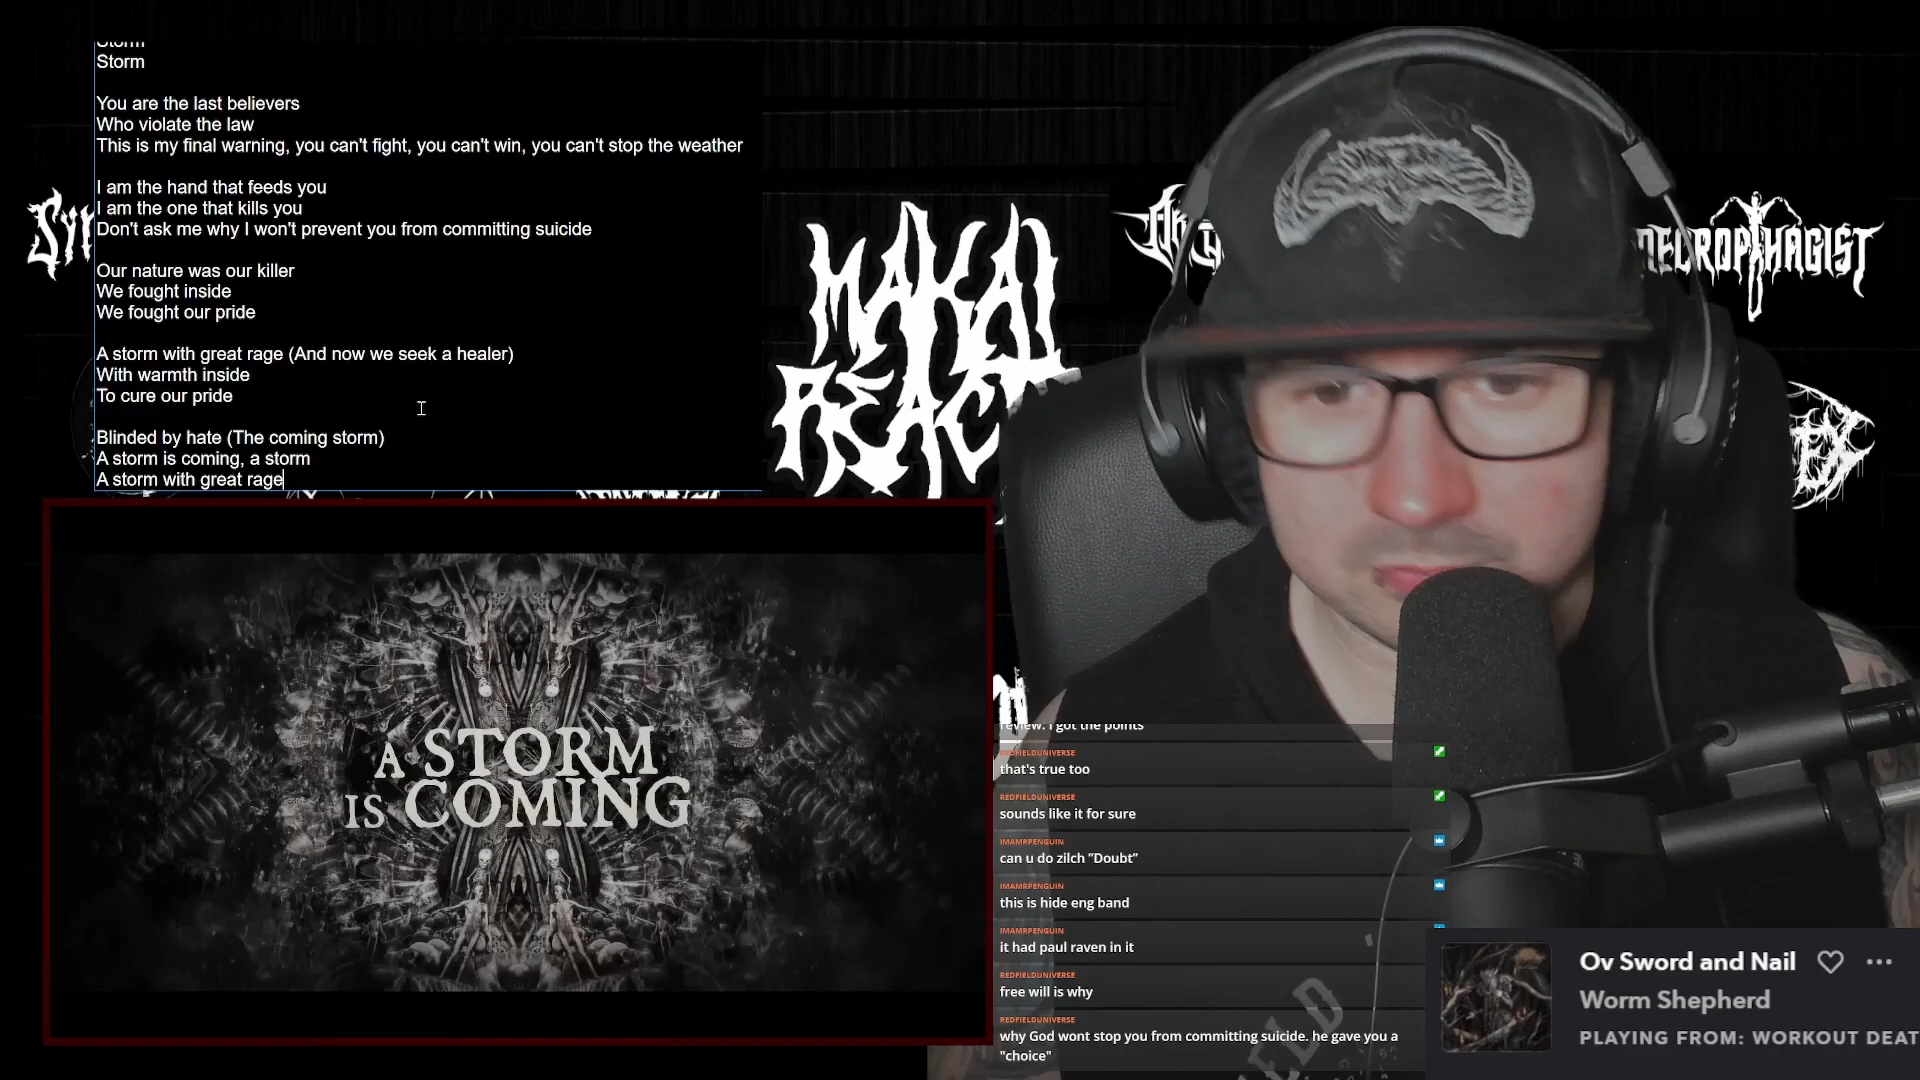 Storm
Storm
You are the last believers
Who violate the law
This is my final warning, you can't fight, you can't win, you can't stop the weather
I am the hand that feeds you
I am the one that kills you
Don't ask me why I won't prevent you from committing suicide
Our nature was our killer
We fought inside
We fought our pride
A storm with great rage (And now we seek a healer)
With warmth inside
To cure our pride
Blinded by hate (The coming storm)
A storm is coming, a storm
A storm with great rage
MAKAI
REAC
NECROPHAGIST
A STORM
IS COMING
review. I got the points
REDFIELDUNIVERSE
that's true too
REDFIELDUNIVERSE
sounds like it for sure
IMAMRPENGUIN
can u do zilch "Doubt"
IMAMRPENGUIN
this is hide eng band
IMAMRPENGUIN
it had paul raven in it
REDFIELDUNIVERSE
free will is why
REDFIELDUNIVERSE
why God wont stop you from committing suicide. he gave you a
"choice"
Ov Sword and Nail
Worm Shepherd
PLAYING FROM: WORKOUT DEAT